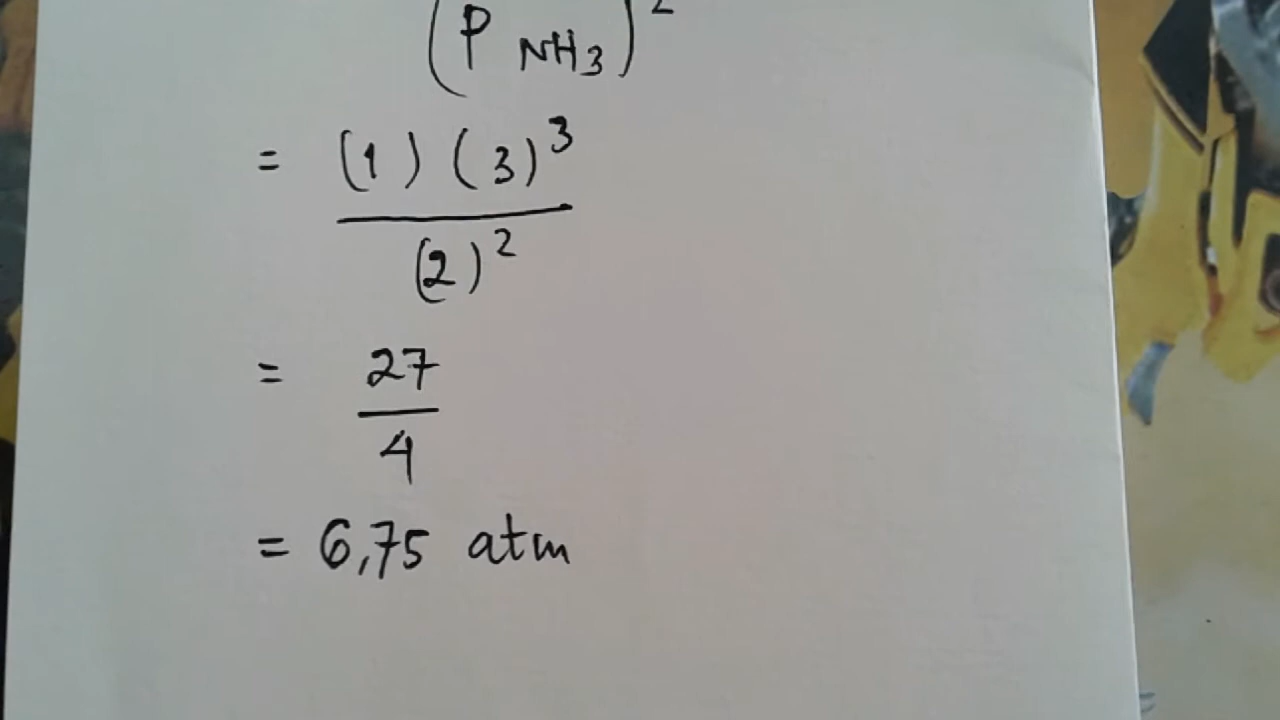 (P NH3)²
= (1) (3)³
(2)²
= 27
4
= 6,75 atm